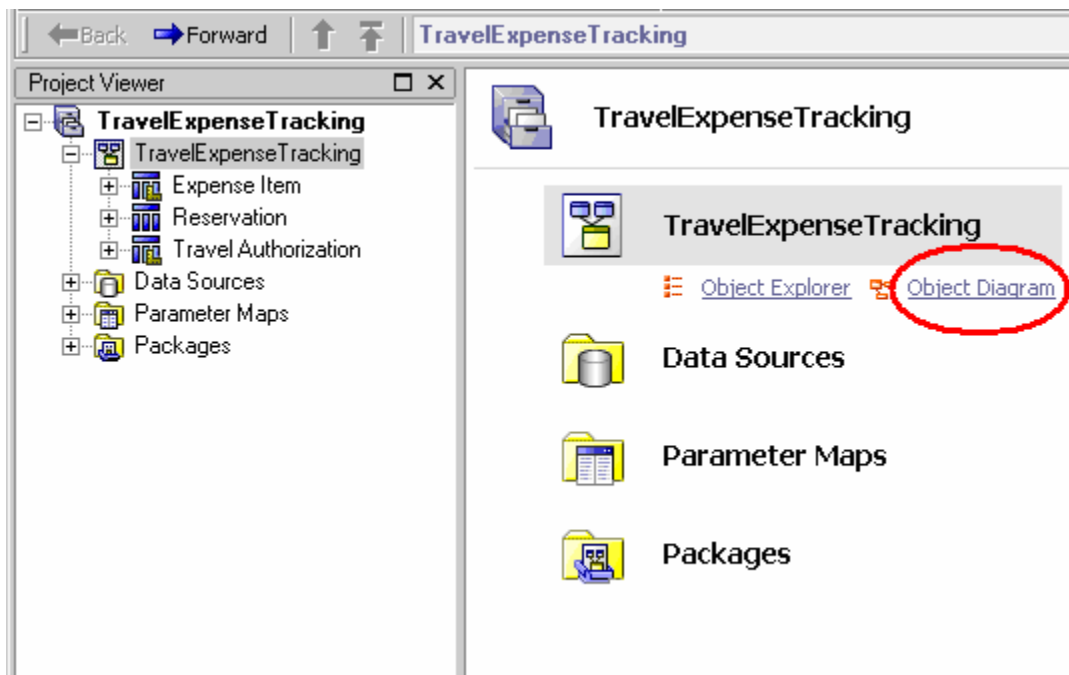 Back Forward TravelExpenseTracking
Project Viewer
TravelExpenseTracking
TravelExpenseTracking
Expense Item
Reservation
Travel Authorization
Data Sources
Parameter Maps
Packages
TravelExpenseTracking
TravelExpenseTracking
Object Explorer Object Diagram
Data Sources
Parameter Maps
Packages